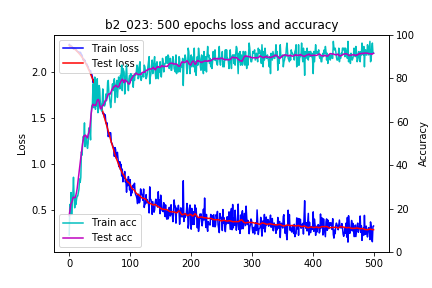 b2_023: 500 epochs loss and accuracy
Train loss
Test loss
Train acc
Test acc
Loss
2.0
1.5
1.0
0.5
Accuracy
100
80
60
40
20
0
0
100
200
300
400
500